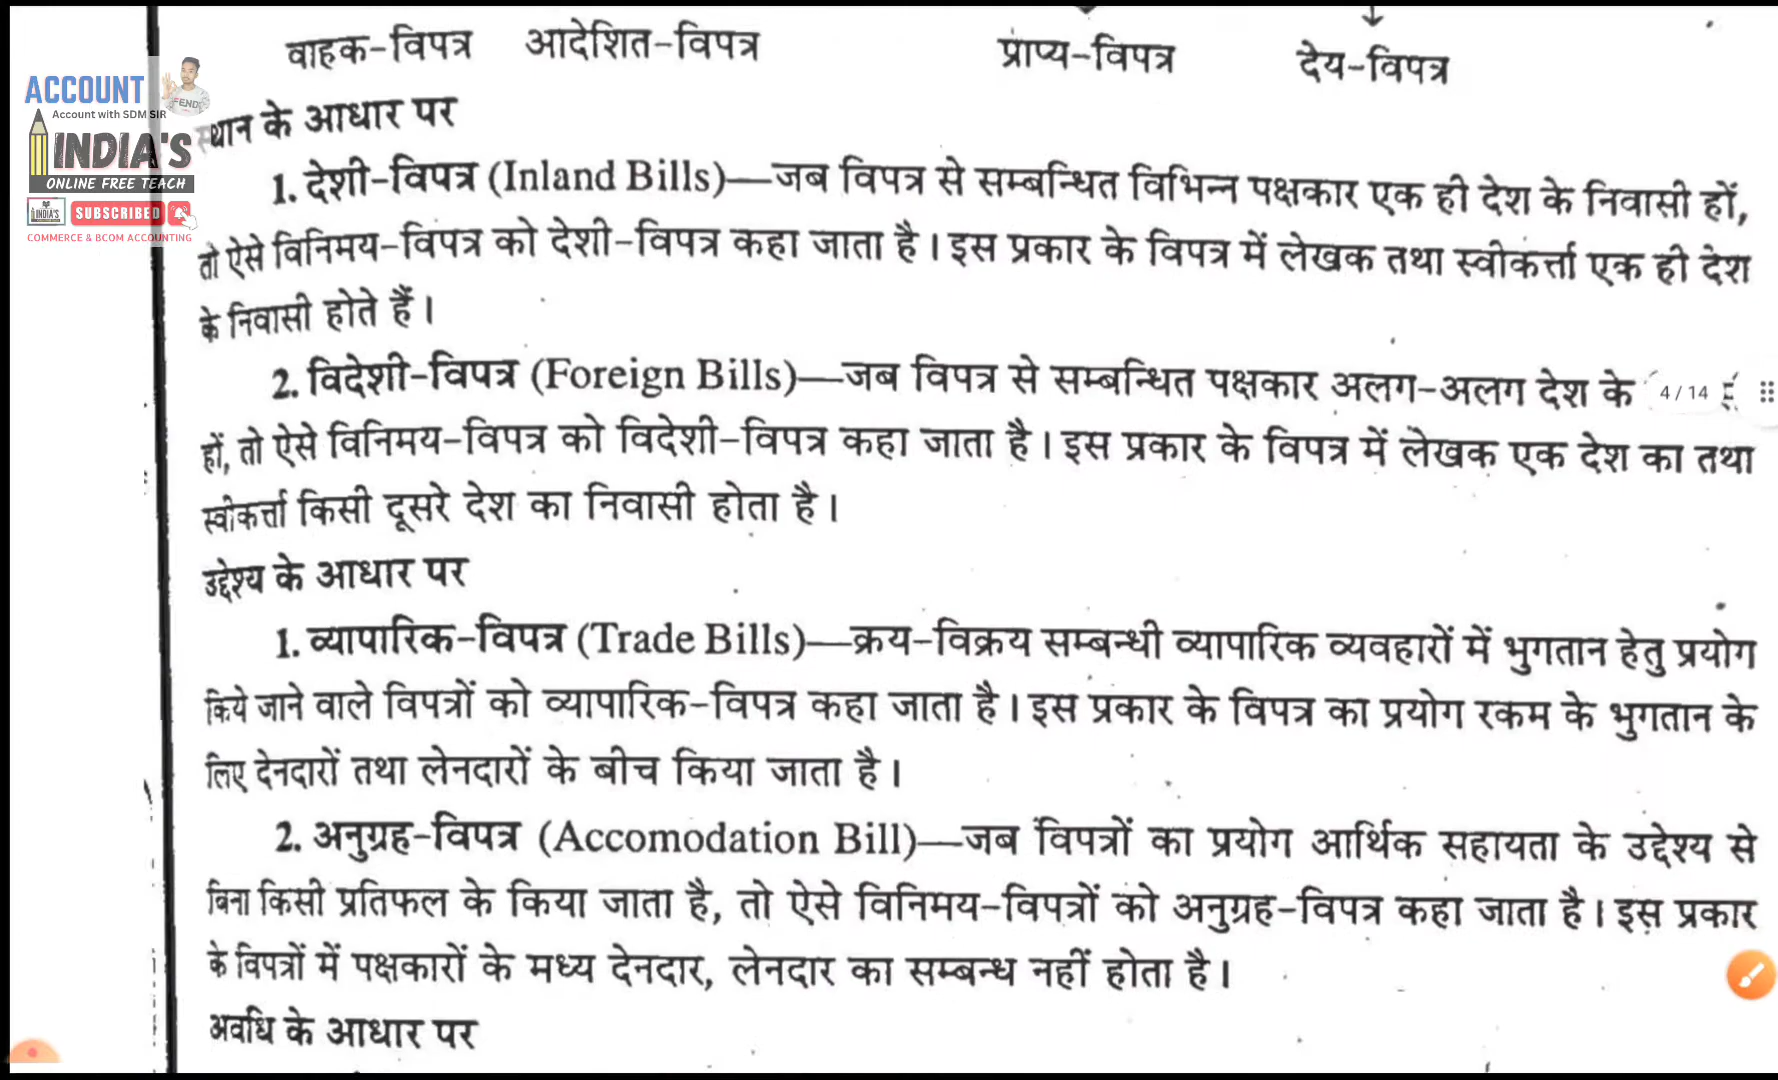 वाहक-विपत्र आदेशित-विपत्र प्राप्य-विपत्र देय-विपत्र
ACCOUNT
Account with SDM SIR
INDIA'S
ONLINE FREE TEACH
INDIA'S SUBSCRIBED
COMMERCE & BCOM ACCOUNTING
स्थान के आधार पर
1. देशी-विपत्र (Inland Bills)—जब विपत्र से सम्बन्धित विभिन्न पक्षकार एक ही देश के निवासी हों,
तो ऐसे विनिमय-विपत्र को देशी-विपत्र कहा जाता है। इस प्रकार के विपत्र में लेखक तथा स्वीकर्त्ता एक ही देश
के निवासी होते हैं।
2. विदेशी-विपत्र (Foreign Bills)—जब विपत्र से सम्बन्धित पक्षकार अलग-अलग देश के
4/14
हों, तो ऐसे विनिमय-विपत्र को विदेशी-विपत्र कहा जाता है। इस प्रकार के विपत्र में लेखक एक देश का तथा
स्वीकर्त्ता किसी दूसरे देश का निवासी होता है।
उद्देश्य के आधार पर
1. व्यापारिक-विपत्र (Trade Bills)—क्रय-विक्रय सम्बन्धी व्यापारिक व्यवहारों में भुगतान हेतु प्रयोग
किये जाने वाले विपत्रों को व्यापारिक-विपत्र कहा जाता है। इस प्रकार के विपत्र का प्रयोग रकम के भुगतान के
लिए देनदारों तथा लेनदारों के बीच किया जाता है।
2. अनुग्रह-विपत्र (Accomodation Bill)—जब विपत्रों का प्रयोग आर्थिक सहायता के उद्देश्य से
बिना किसी प्रतिफल के किया जाता है, तो ऐसे विनिमय-विपत्रों को अनुग्रह-विपत्र कहा जाता है। इस प्रकार
के विपत्रों में पक्षकारों के मध्य देनदार, लेनदार का सम्बन्ध नहीं होता है।
अवधि के आधार पर